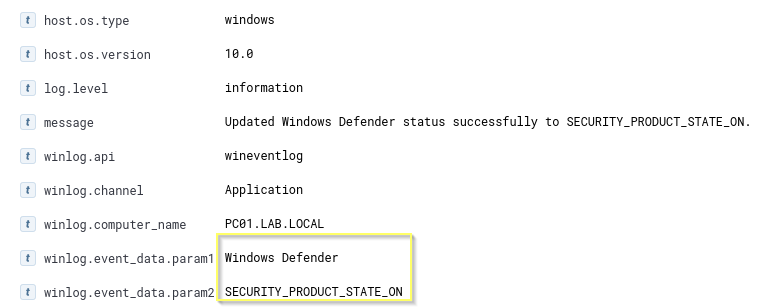 t host.os.type windows
t host.os.version 10.0
t log.level information
t message Updated Windows Defender status successfully to SECURITY_PRODUCT_STATE_ON.
t winlog.api wineventlog
t winlog.channel Application
t winlog.computer_name PC01.LAB.LOCAL
t winlog.event_data.param1 Windows Defender
t winlog.event_data.param2 SECURITY_PRODUCT_STATE_ON